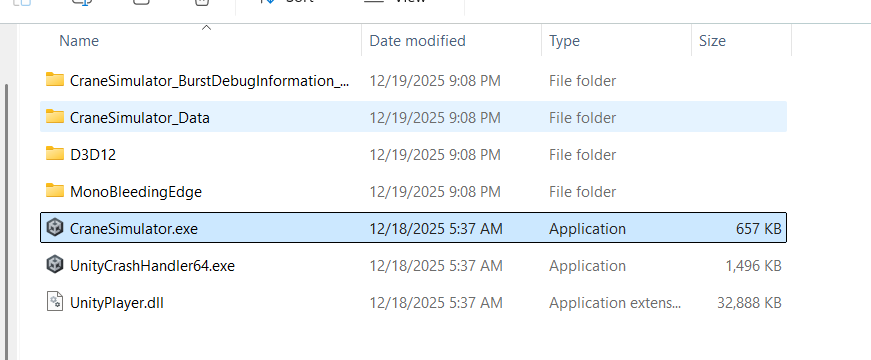 Name Date modified Type Size
CraneSimulator_BurstDebugInformation_... 12/19/2025 9:08 PM File folder
CraneSimulator_Data 12/19/2025 9:08 PM File folder
D3D12 12/19/2025 9:08 PM File folder
MonoBleedingEdge 12/19/2025 9:08 PM File folder
CraneSimulator.exe 12/18/2025 5:37 AM Application 657 KB
UnityCrashHandler64.exe 12/18/2025 5:37 AM Application 1,496 KB
UnityPlayer.dll 12/18/2025 5:37 AM Application extens... 32,888 KB